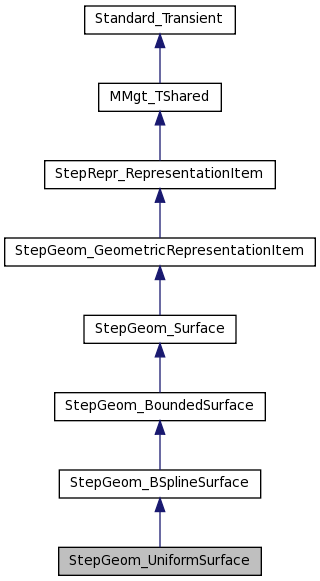 Standard_Transient
MMgt_TShared
StepRepr_RepresentationItem
StepGeom_GeometricRepresentationItem
StepGeom_Surface
StepGeom_BoundedSurface
StepGeom_BSplineSurface
StepGeom_UniformSurface